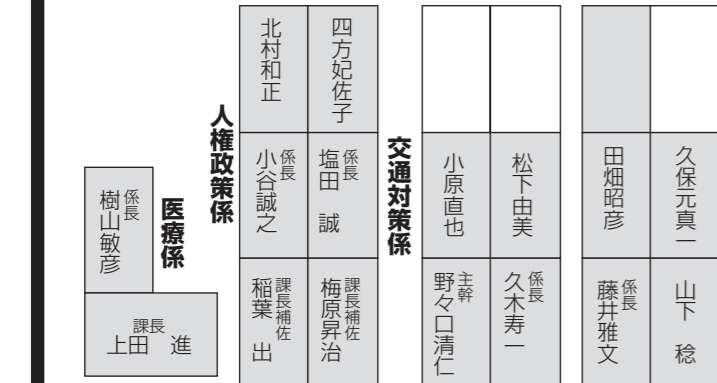 久保元真一
山下　稔
田畑昭彦
係長
藤井雅文
松下由美
係長
久木寿一
小原直也
主幹
野々口清仁
交通対策係
四方妃佐子
係長
塩田　誠
課長補佐
梅原昇治
北村和正
係長
小谷誠之
課長補佐
稲葉　出
人権政策係
医療係
係長
樹山敏彦
課長
上田　進